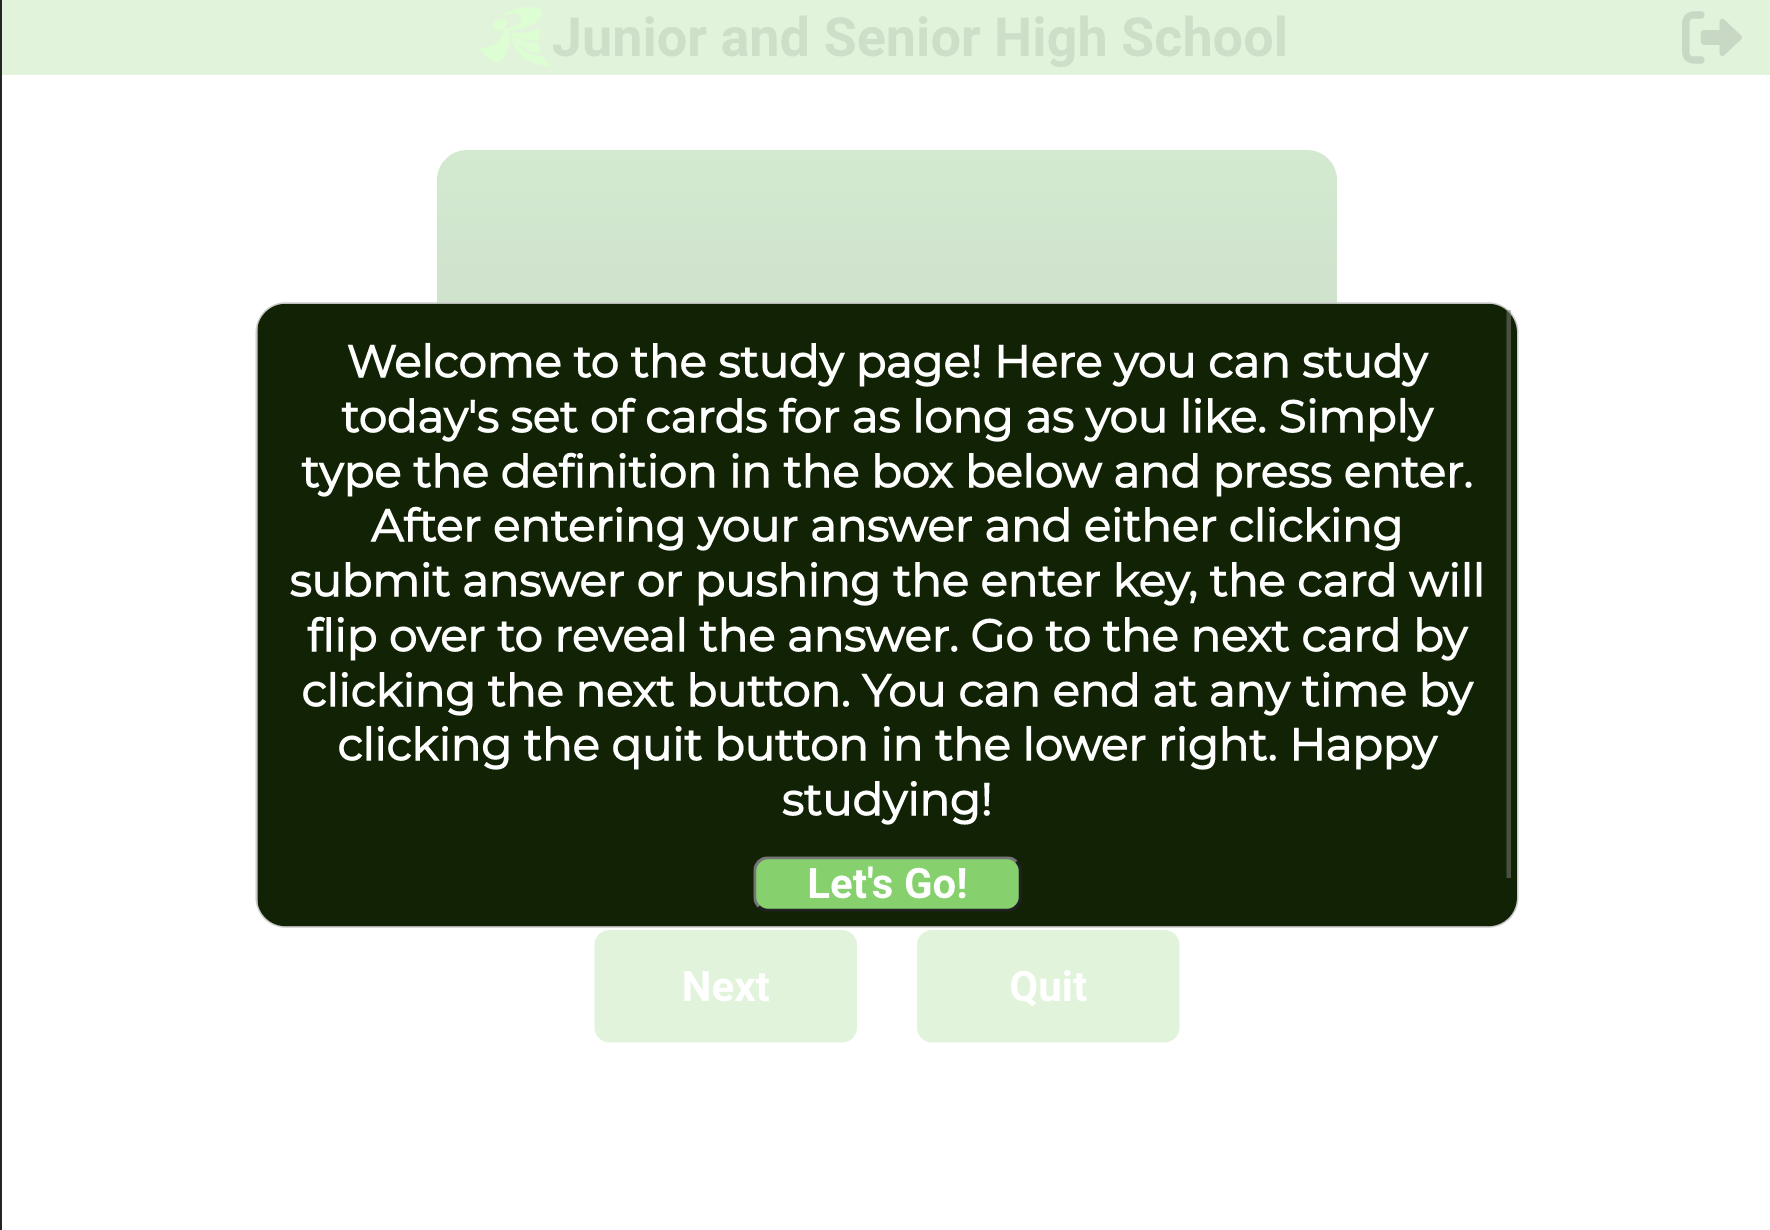 Junior and Senior High School
Welcome to the study page! Here you can study
today's set of cards for as long as you like. Simply
type the definition in the box below and press enter.
After entering your answer and either clicking
submit answer or pushing the enter key, the card will
flip over to reveal the answer. Go to the next card by
clicking the next button. You can end at any time by
clicking the quit button in the lower right. Happy
studying!
Let's Go!
Next
Quit